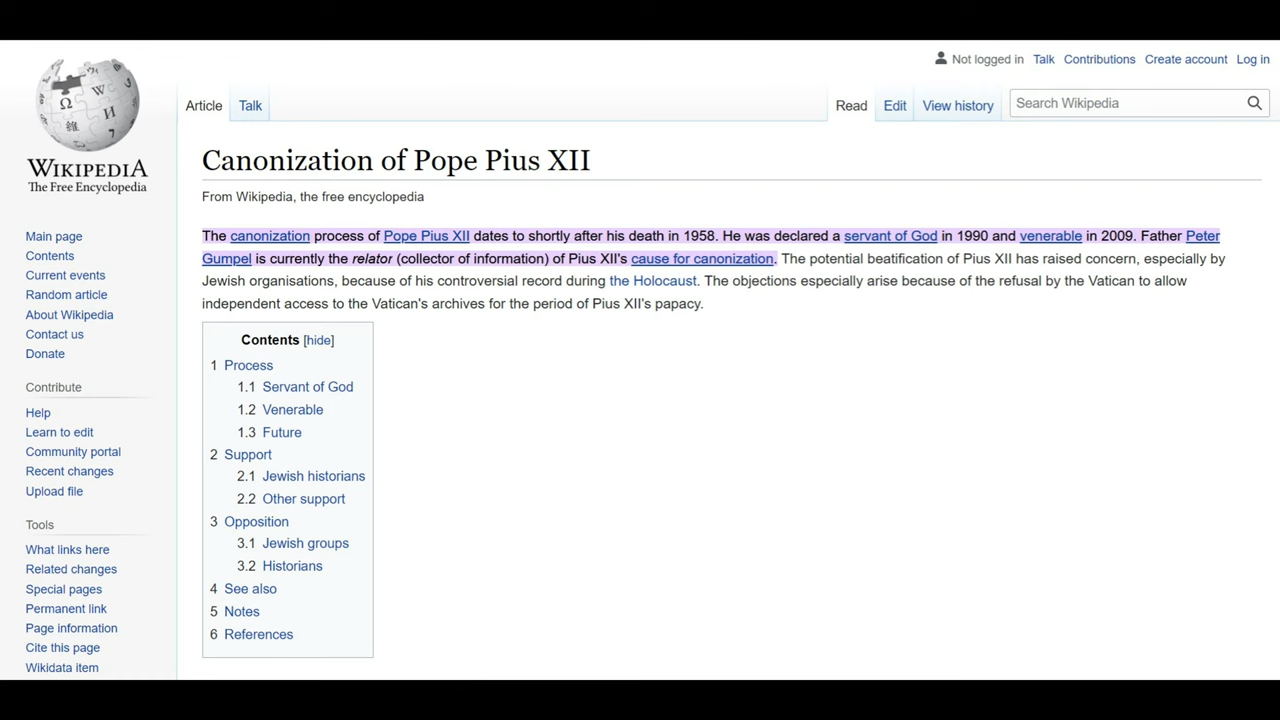 Not logged in Talk Contributions Create account Log in
Article Talk Read Edit View history Search Wikipedia
WIKIPEDIA
The Free Encyclopedia
Main page
Contents
Current events
Random article
About Wikipedia
Contact us
Donate
Contribute
Help
Learn to edit
Community portal
Recent changes
Upload file
Tools
What links here
Related changes
Special pages
Permanent link
Page information
Cite this page
Wikidata item
Canonization of Pope Pius XII
From Wikipedia, the free encyclopedia
The canonization process of Pope Pius XII dates to shortly after his death in 1958. He was declared a servant of God in 1990 and venerable in 2009. Father Peter
Gumpel is currently the relator (collector of information) of Pius XII's cause for canonization. The potential beatification of Pius XII has raised concern, especially by
Jewish organisations, because of his controversial record during the Holocaust. The objections especially arise because of the refusal by the Vatican to allow
independent access to the Vatican's archives for the period of Pius XII's papacy.
Contents [hide]
1 Process
1.1 Servant of God
1.2 Venerable
1.3 Future
2 Support
2.1 Jewish historians
2.2 Other support
3 Opposition
3.1 Jewish groups
3.2 Historians
4 See also
5 Notes
6 References